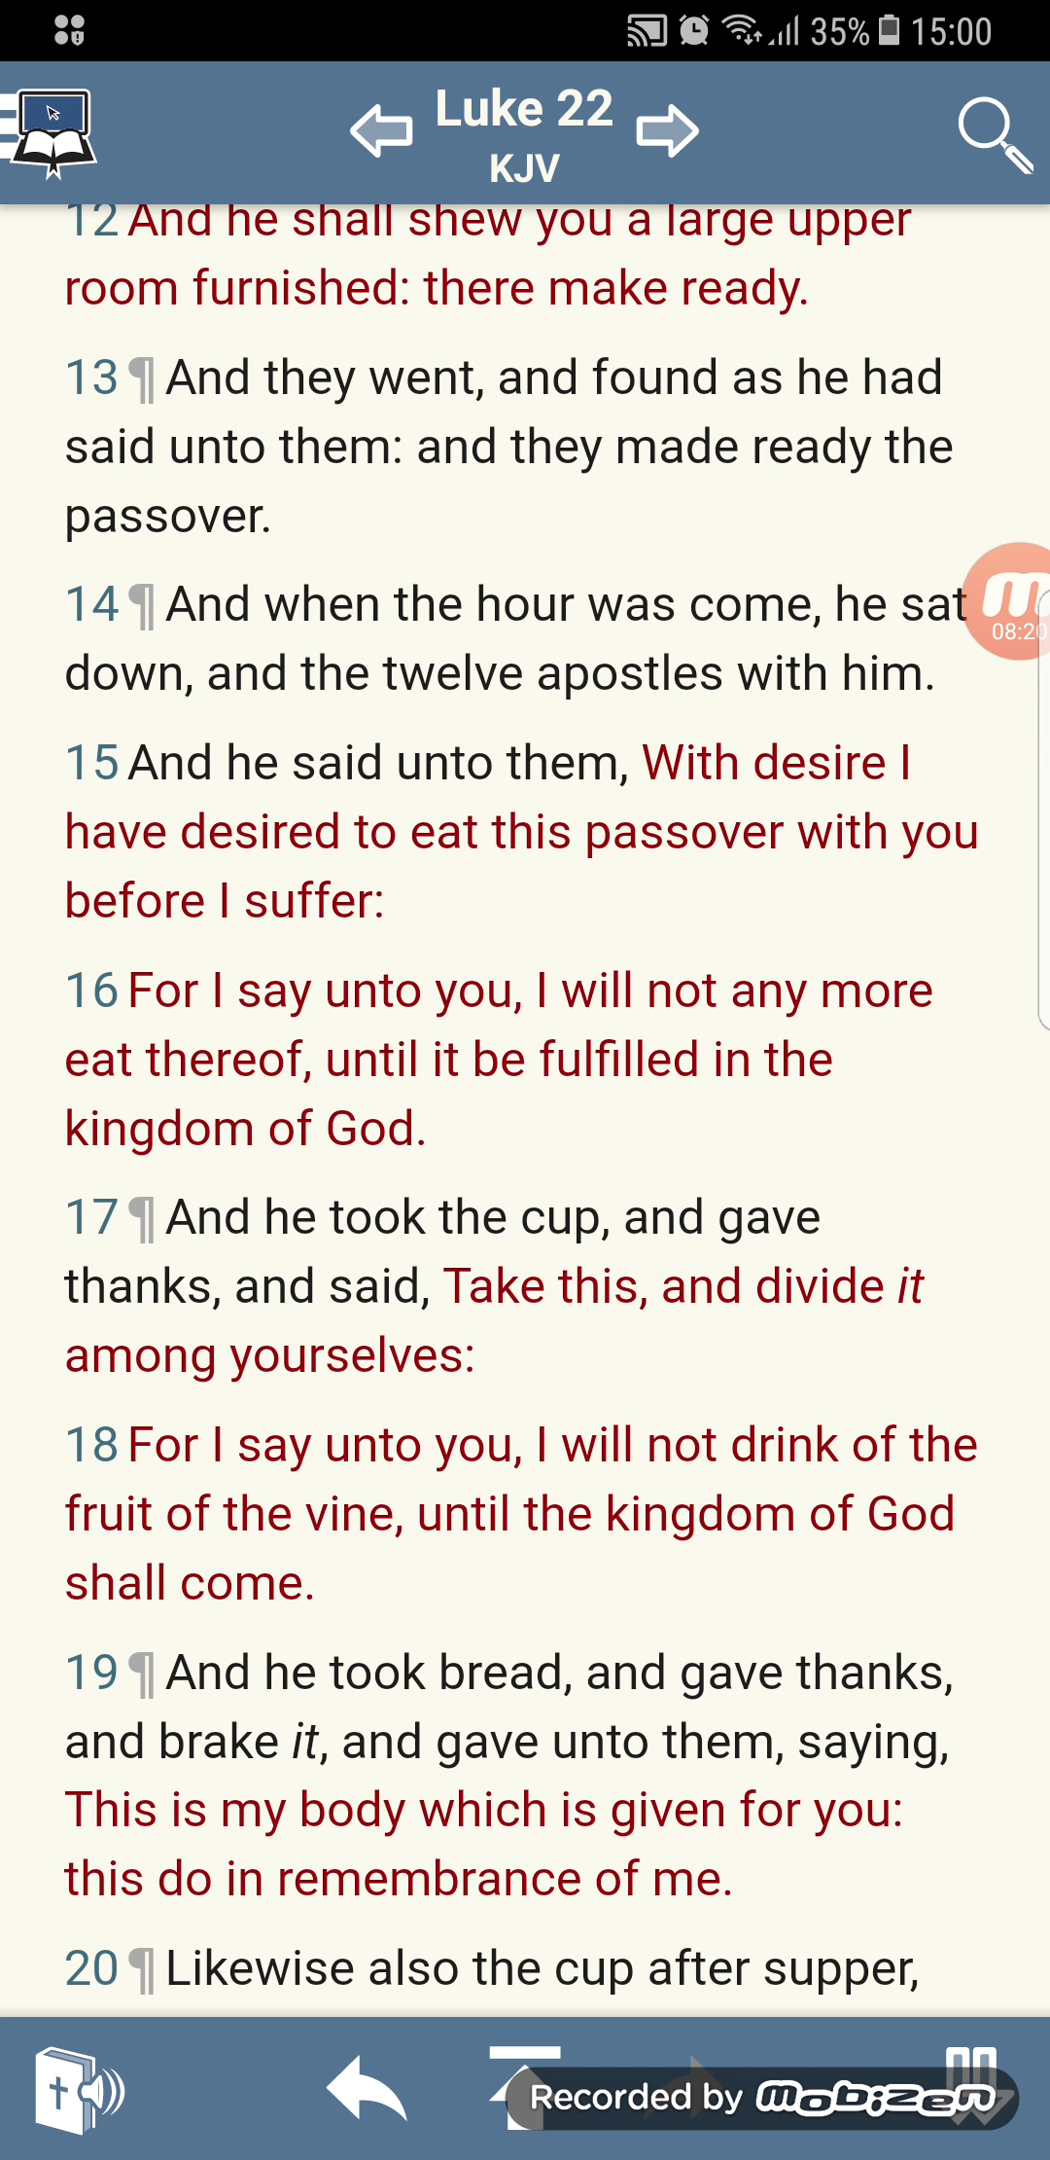 35% 15:00
Luke 22
KJV
12 And he shall shew you a large upper
room furnished: there make ready.
13 ¶ And they went, and found as he had
said unto them: and they made ready the
passover.
14 ¶ And when the hour was come, he sat
down, and the twelve apostles with him.
m
08:20
15 And he said unto them, With desire I
have desired to eat this passover with you
before I suffer:
16 For I say unto you, I will not any more
eat thereof, until it be fulfilled in the
kingdom of God.
17 ¶ And he took the cup, and gave
thanks, and said, Take this, and divide it
among yourselves:
18 For I say unto you, I will not drink of the
fruit of the vine, until the kingdom of God
shall come.
19 ¶ And he took bread, and gave thanks,
and brake it, and gave unto them, saying,
This is my body which is given for you:
this do in remembrance of me.
20 ¶ Likewise also the cup after supper,
Recorded by mobizen